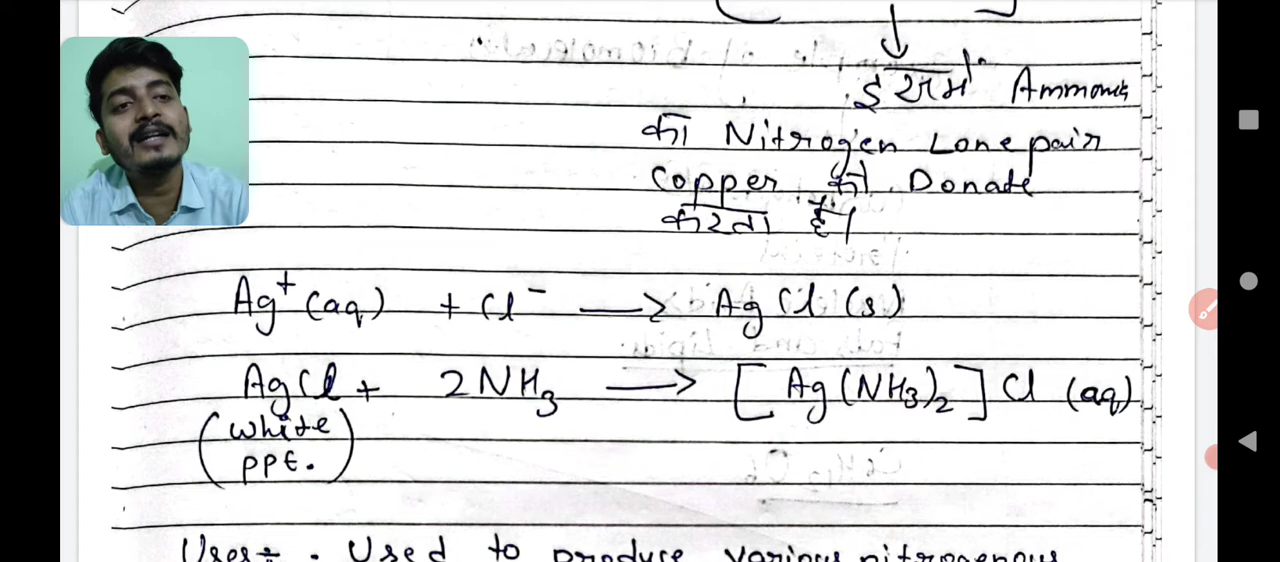 इसमें Ammonia
का Nitrogen Lone pair
Copper को Donate
करता है।
Ag⁺ (aq) + Cl⁻ ⟶ AgCl (s)
AgCl + 2NH₃ ⟶ [Ag(NH₃)₂]Cl (aq)
(white
ppt.)
Uses÷ . Used to produce various nitrogenous